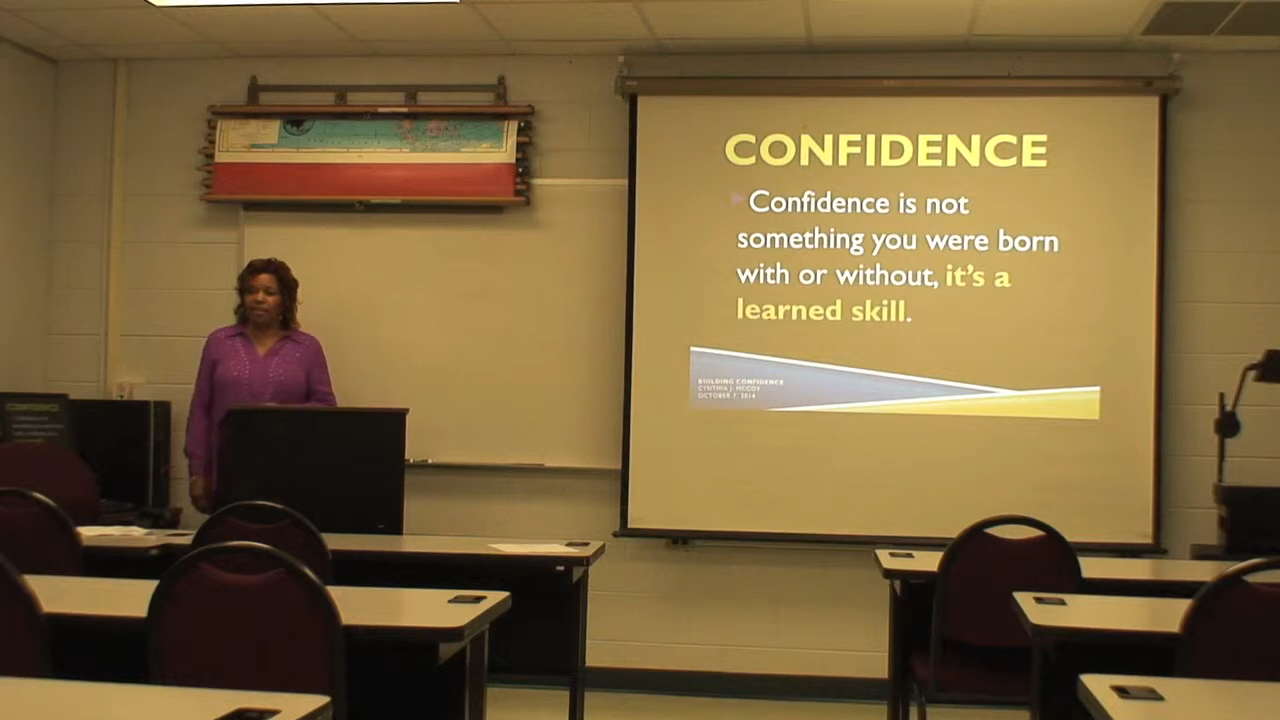 CONFIDENCE
Confidence is not
something you were born
with or without, it's a
learned skill.
BUILDING CONFIDENCE
CYNTHIA J. MCCOY
OCTOBER 7, 2014